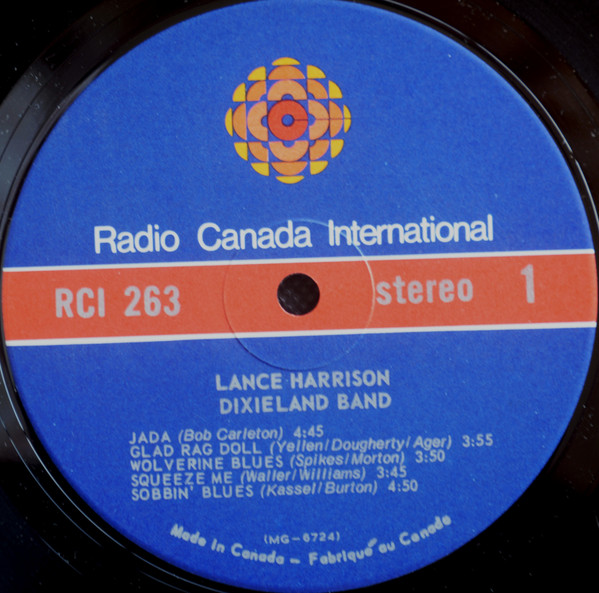 Radio Canada International
RCI 263 stereo 1
LANCE HARRISON
DIXIELAND BAND
JADA (Bob Carleton) 4:45
GLAD RAG DOLL (Yellen/Dougherty/Ager) 3:55
WOLVERINE BLUES (Spikes/Morton) 3:50
SQUEEZE ME (Waller/Williams) 3:45
SOBBIN' BLUES (Kassel/Burton) 4:50
(MG-6724)
Made in Canada – Fabriqué au Canada